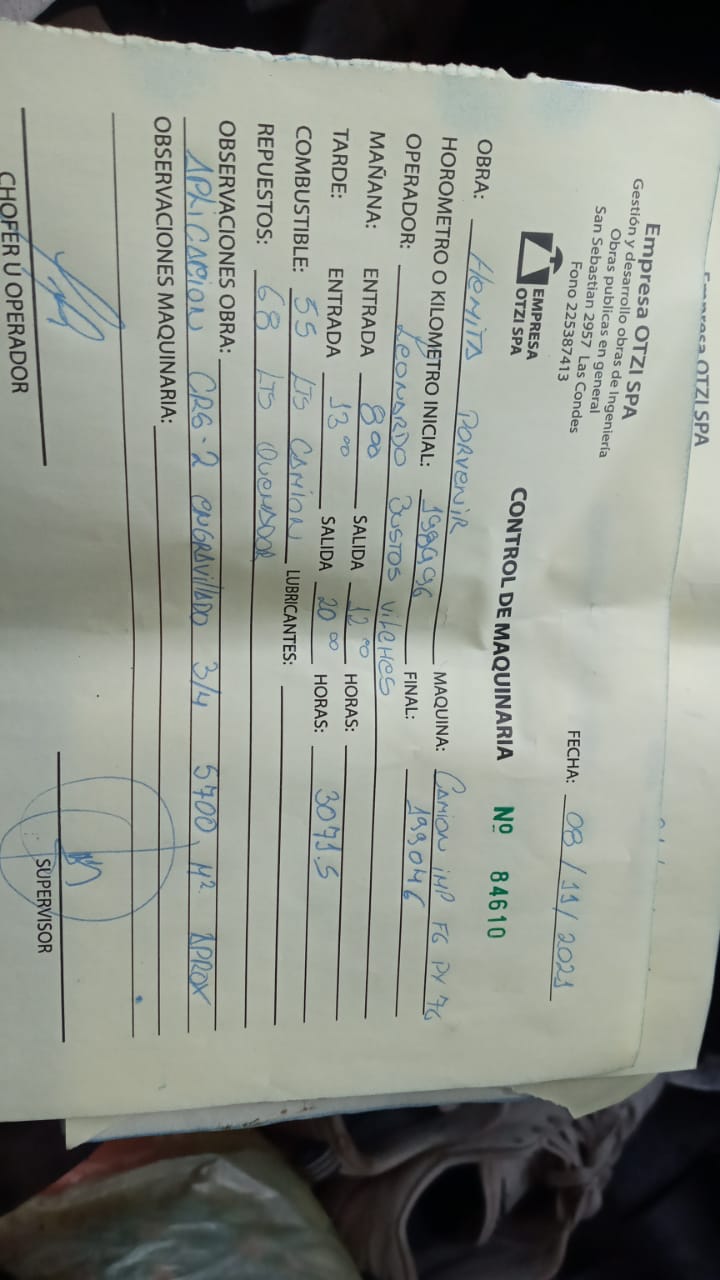 Empresa OTZI SPA
Empresa OTZI SPA
Gestión y desarrollo obras de Ingeniería
Obras publicas en general
San Sebastian 2957 Las Condes
Fono 225387413
EMPRESA
OTZI SPA
FECHA: 08/11/2021
CONTROL DE MAQUINARIA Nº 84610
OBRA: HEMITA PORVENIR MAQUINA: CAMION IMP FG PY 76
HOROMETRO O KILOMETRO INICIAL: 198996 FINAL: 199046
OPERADOR: LEONARDO BUSTOS VILCHES
MAÑANA: ENTRADA 8 00 SALIDA 12 00 HORAS:
TARDE: ENTRADA 13 00 SALIDA 20 00 HORAS: 3071.5
COMBUSTIBLE: 55 LTS CAMION LUBRICANTES:
REPUESTOS: 68 LTS QUEMADOR
OBSERVACIONES OBRA:
APLICACION CRS-2 ENGRAVILLADO 3/4 5700 M² APROX
OBSERVACIONES MAQUINARIA:
CHOFER U OPERADOR
SUPERVISOR